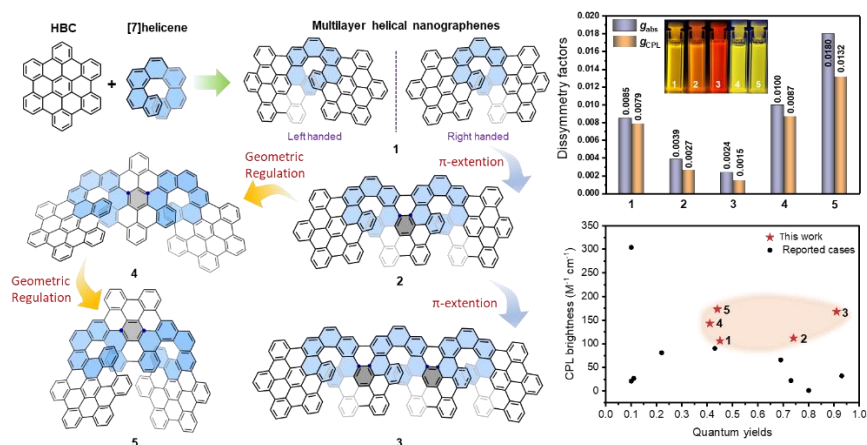 HBC
[7]helicene
Multilayer helical nanographenes
+
Left handed
Right handed
1
Geometric
Regulation
π-extention
4
2
Geometric
Regulation
π-extention
5
3
Dissymmetry factors
0.020
0.018
0.016
0.014
0.012
0.010
0.008
0.006
0.004
0.002
0.000
gabs
gCPL
1 2 3 4 5
0.0085
0.0079
0.0039
0.0027
0.0024
0.0015
0.0100
0.0087
0.0180
0.0132
1 2 3 4 5
CPL brightness (M-1 cm-1)
350
300
250
200
150
100
50
0
This work
Reported cases
5
4
1
2
3
0.0 0.1 0.2 0.3 0.4 0.5 0.6 0.7 0.8 0.9 1.0
Quantum yields